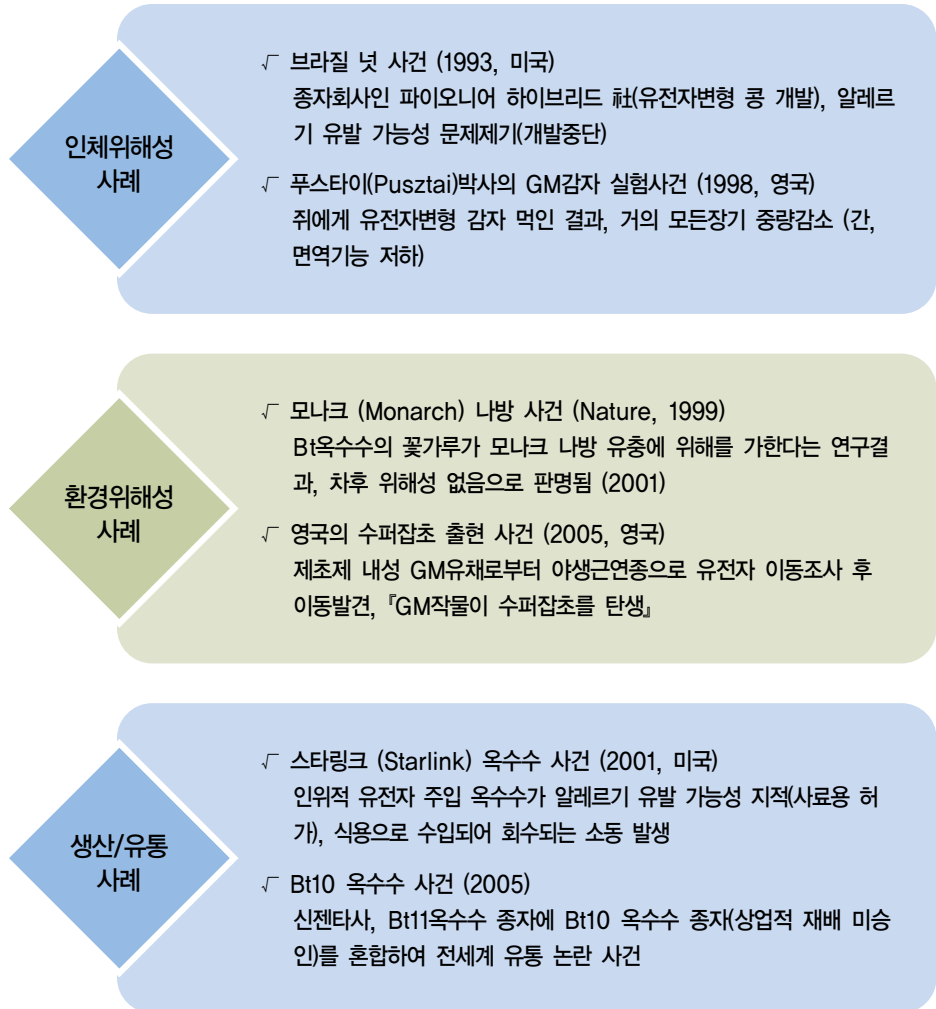 인체위해성
사례
√ 브라질 넛 사건 (1993, 미국)
종자회사인 파이오니어 하이브리드 社(유전자변형 콩 개발), 알레르
기 유발 가능성 문제제기(개발중단)
√ 푸스타이(Pusztai)박사의 GM감자 실험사건 (1998, 영국)
쥐에게 유전자변형 감자 먹인 결과, 거의 모든장기 중량감소 (간,
면역기능 저하)
환경위해성
사례
√ 모나크 (Monarch) 나방 사건 (Nature, 1999)
Bt옥수수의 꽃가루가 모나크 나방 유충에 위해를 가한다는 연구결
과, 차후 위해성 없음으로 판명됨 (2001)
√ 영국의 수퍼잡초 출현 사건 (2005, 영국)
제초제 내성 GM유채로부터 야생근연종으로 유전자 이동조사 후
이동발견, 『GM작물이 수퍼잡초를 탄생』
생산/유통
사례
√ 스타링크 (Starlink) 옥수수 사건 (2001, 미국)
인위적 유전자 주입 옥수수가 알레르기 유발 가능성 지적(사료용 허
가), 식용으로 수입되어 회수되는 소동 발생
√ Bt10 옥수수 사건 (2005)
신젠타사, Bt11옥수수 종자에 Bt10 옥수수 종자(상업적 재배 미승
인)를 혼합하여 전세계 유통 논란 사건